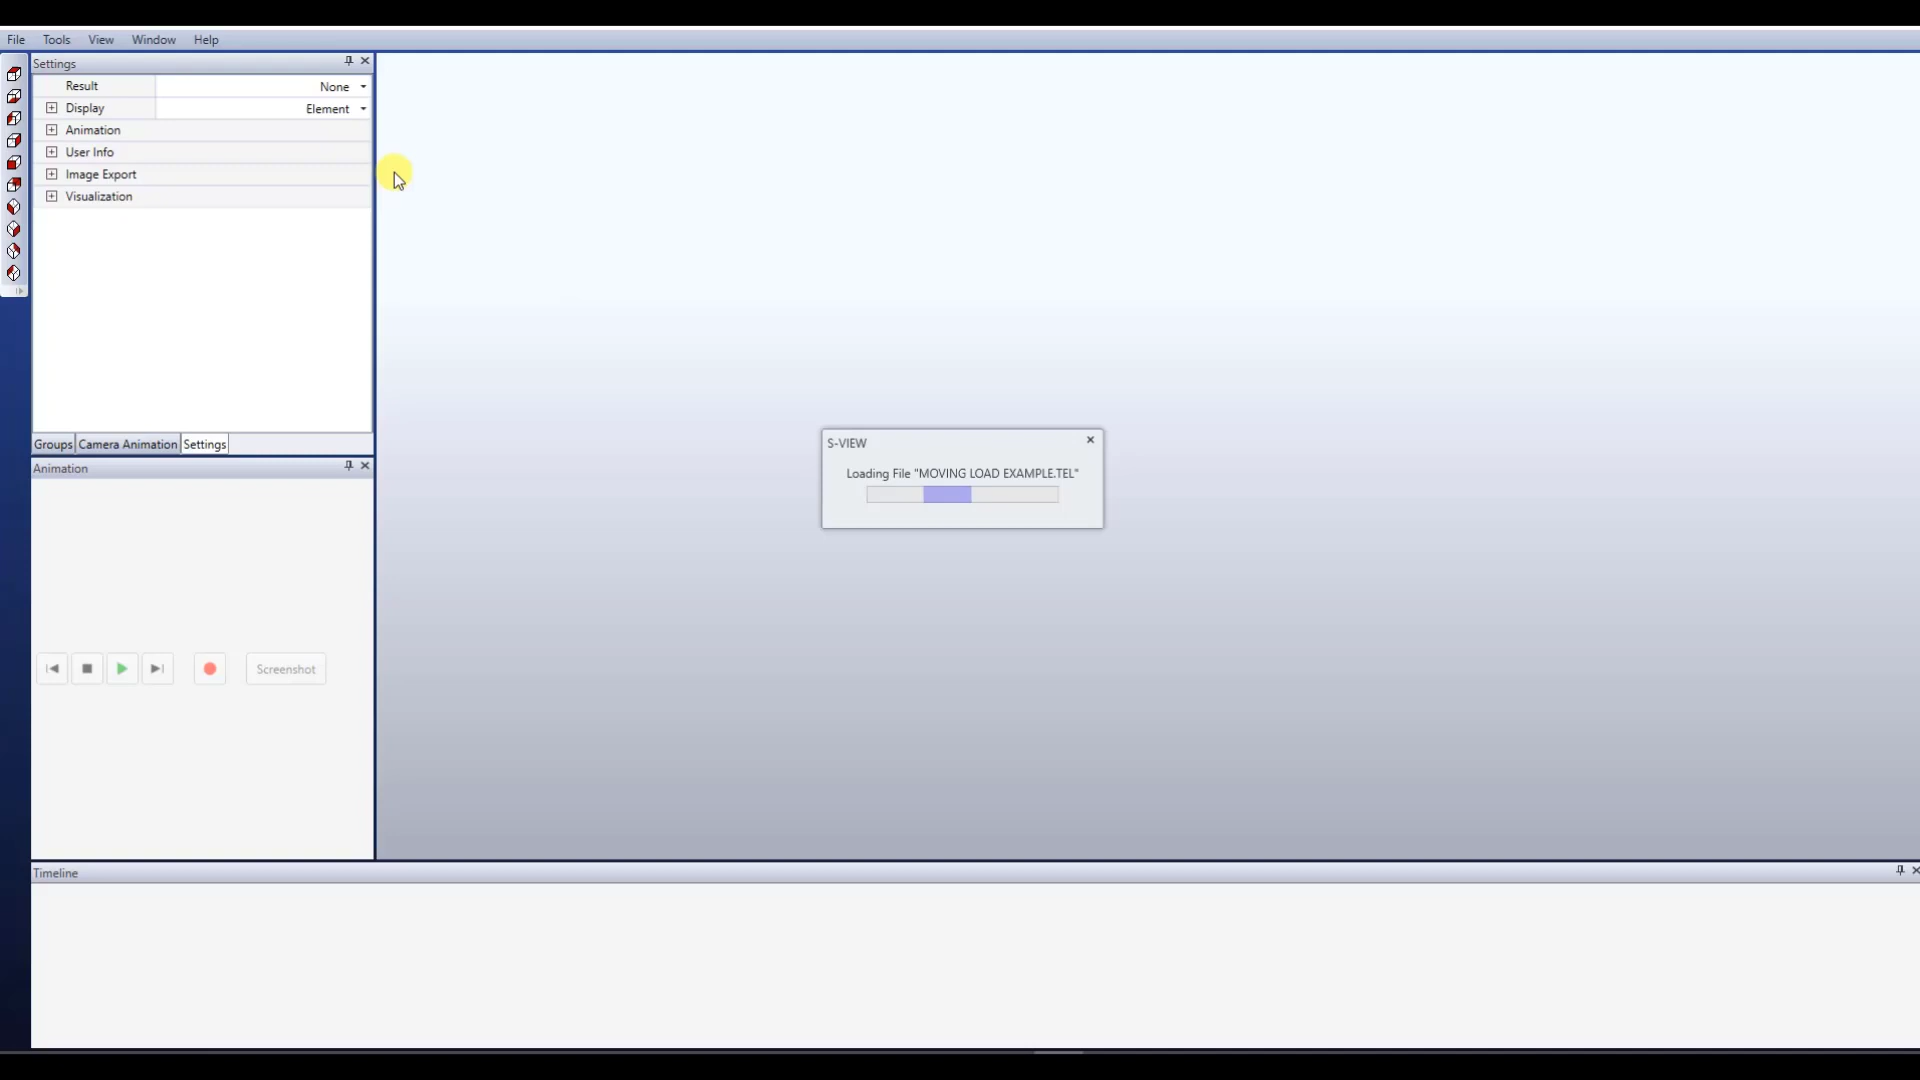 File Tools View Window Help
Settings
Result None
Display Element
Animation
User Info
Image Export
Visualization
Groups Camera Animation Settings
Animation
Screenshot
S-VIEW
Loading File "MOVING LOAD EXAMPLE.TEL"
Timeline